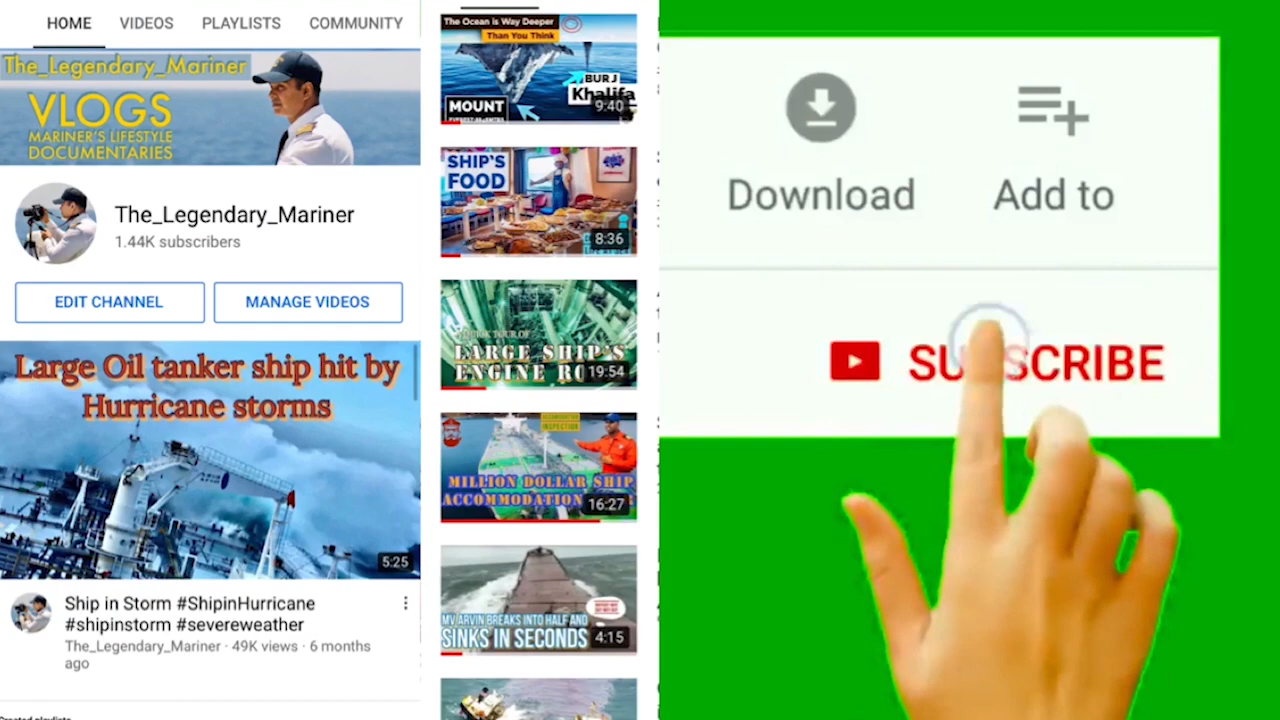 HOME VIDEOS PLAYLISTS COMMUNITY
The_Legendary_Mariner
VLOGS
MARINER'S LIFESTYLE
DOCUMENTARIES
The_Legendary_Mariner
1.44K subscribers
EDIT CHANNEL MANAGE VIDEOS
Large Oil tanker ship hit by
Hurricane storms
5:25
Ship in Storm #ShipinHurricane
#shipinstorm #severeweather
The_Legendary_Mariner · 49K views · 6 months
ago
The Ocean is Way Deeper
Than You Think
BURJ
Khalifa
MOUNT
9:40
SHIP'S
FOOD
8:36
LARGE SHIP'S
ENGINE RO
19:54
INSPECTION
MILLION DOLLAR SHIP
ACCOMMODATION
16:27
MV ARVIN BREAKS INTO HALF AND
SINKS IN SECONDS
4:15
Download Add to
SU SCRIBE